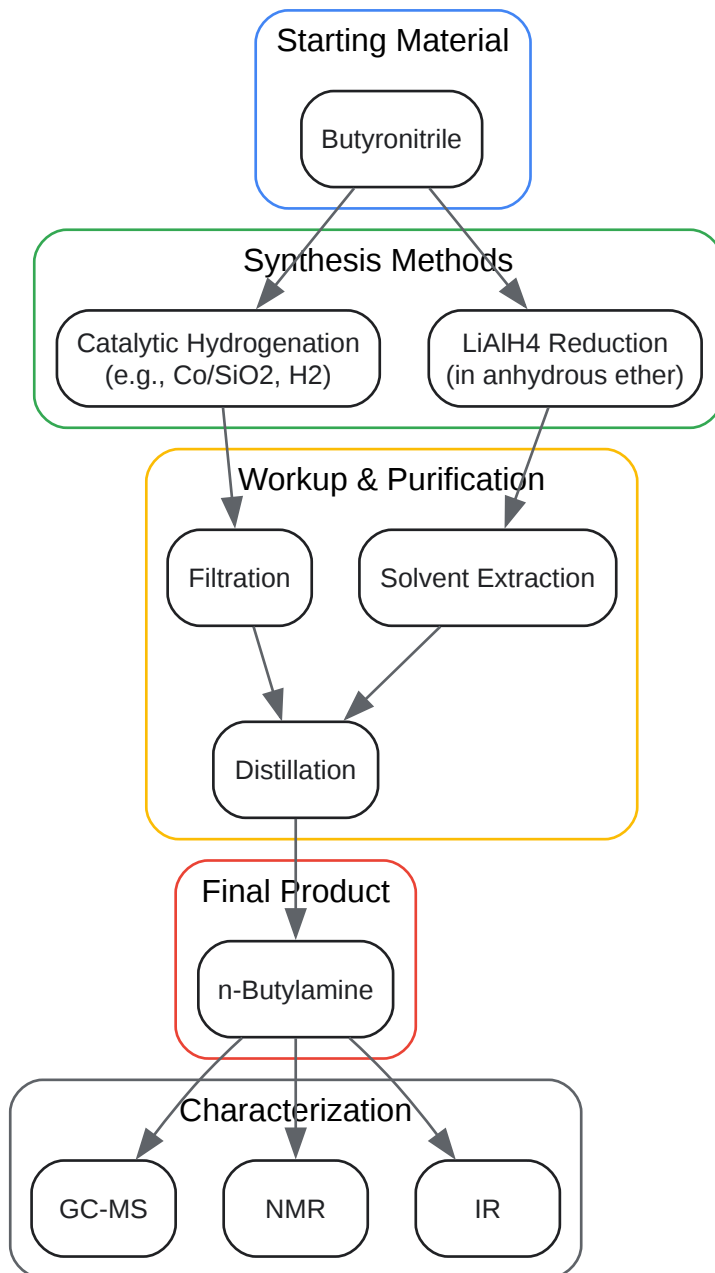 Starting Material
Butyronitrile
Synthesis Methods
Catalytic Hydrogenation
(e.g., Co/SiO2, H2)
LiAlH4 Reduction
(in anhydrous ether)
Workup & Purification
Filtration
Solvent Extraction
Distillation
Final Product
n-Butylamine
Characterization
GC-MS
NMR
IR